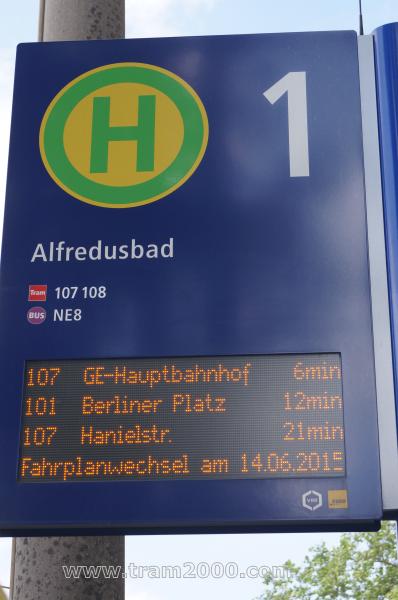 H
1
Alfredusbad
Tram 107 108
BUS NE8
107 GE-Hauptbahnhof 6min
101 Berliner Platz 12min
107 Hanielstr. 21min
Fahrplanwechsel am 14.06.2015
VRR
www.tram2000.com